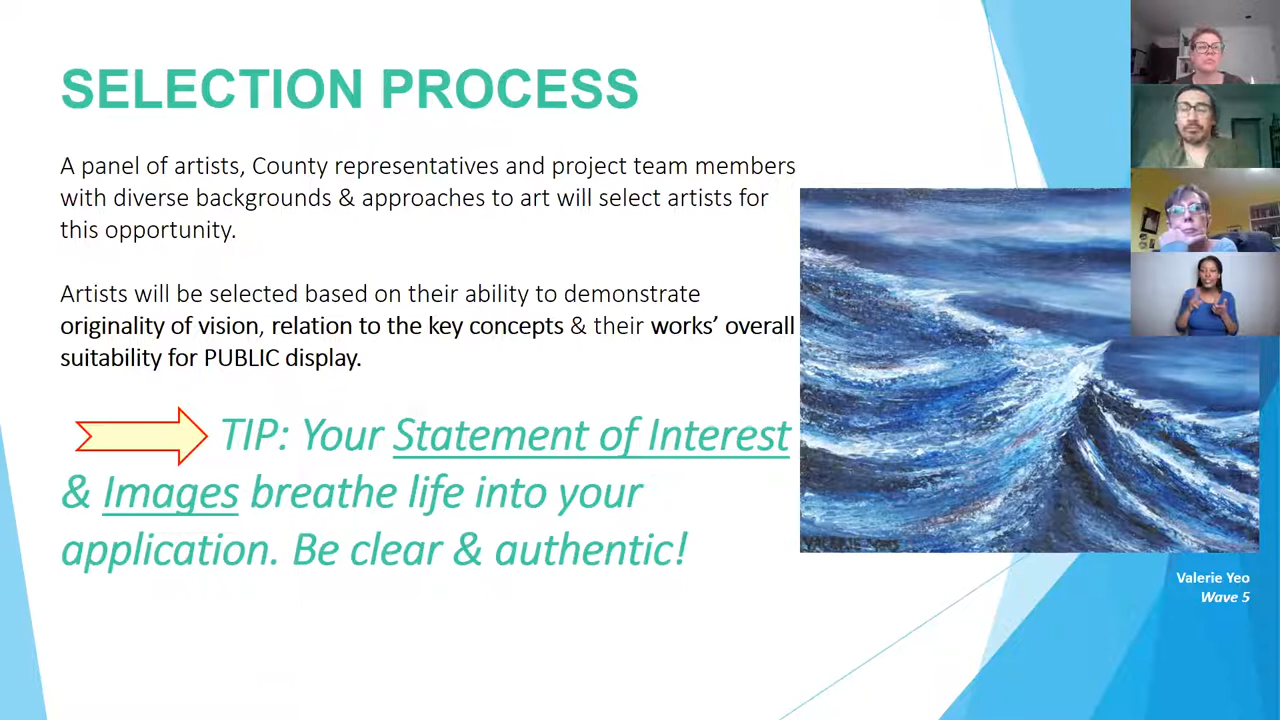 SELECTION PROCESS
A panel of artists, County representatives and project team members
with diverse backgrounds & approaches to art will select artists for
this opportunity.
Artists will be selected based on their ability to demonstrate
originality of vision, relation to the key concepts & their works’ overall
suitability for PUBLIC display.
TIP: Your Statement of Interest
& Images breathe life into your
application. Be clear & authentic!
VALERIE YEO
Valerie Yeo
Wave 5